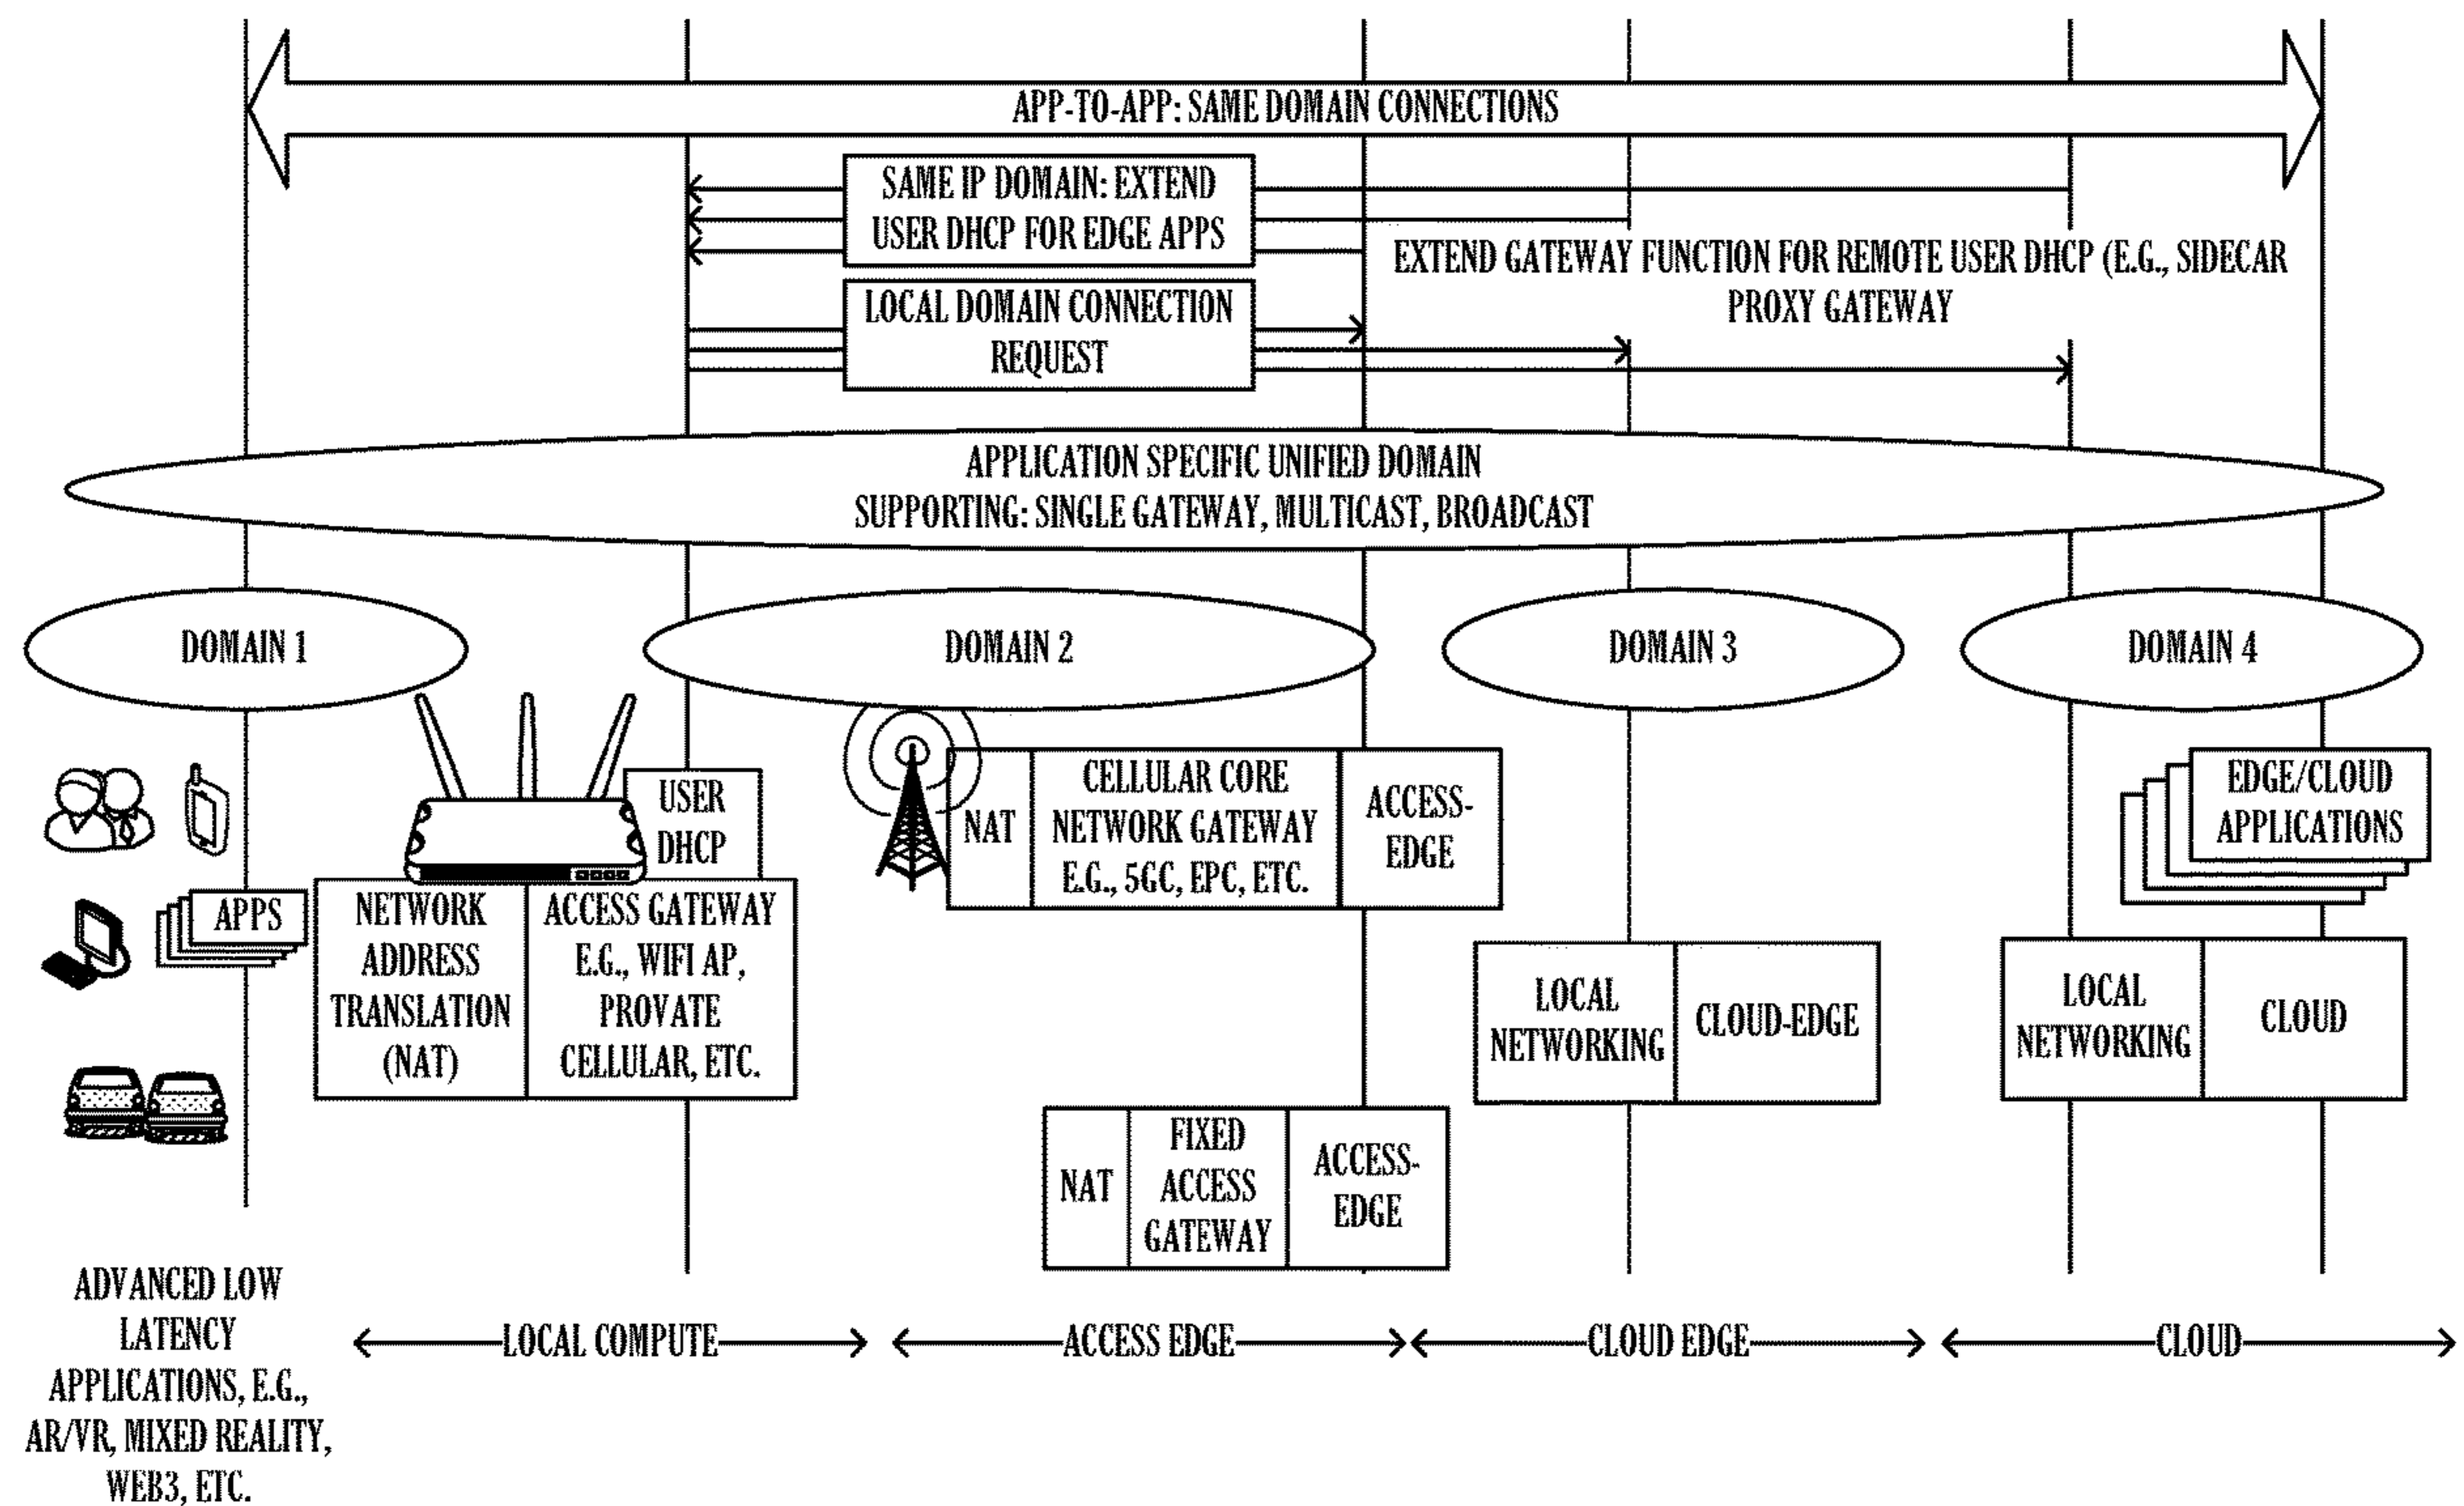 APP-TO-APP: SAME DOMAIN CONNECTIONS
SAME IP DOMAIN: EXTEND
USER DHCP FOR EDGE APPS
EXTEND GATEWAY FUNCTION FOR REMOTE USER DHCP (E.G., SIDECAR
PROXY GATEWAY
LOCAL DOMAIN CONNECTION
REQUEST
APPLICATION SPECIFIC UNIFIED DOMAIN
SUPPORTING: SINGLE GATEWAY, MULTICAST, BROADCAST
DOMAIN 1
DOMAIN 2
DOMAIN 3
DOMAIN 4
APPS
USER
DHCP
NETWORK
ADDRESS
TRANSLATION
(NAT)
ACCESS GATEWAY
E.G., WIFI AP,
PROVATE
CELLULAR, ETC.
NAT
CELLULAR CORE
NETWORK GATEWAY
E.G., 5GC, EPC, ETC.
ACCESS-
EDGE
NAT
FIXED
ACCESS
GATEWAY
ACCESS-
EDGE
LOCAL
NETWORKING
CLOUD-EDGE
EDGE/CLOUD
APPLICATIONS
LOCAL
NETWORKING
CLOUD
ADVANCED LOW
LATENCY
APPLICATIONS, E.G.,
AR/VR, MIXED REALITY,
WEB3, ETC.
LOCAL COMPUTE
ACCESS EDGE
CLOUD EDGE
CLOUD